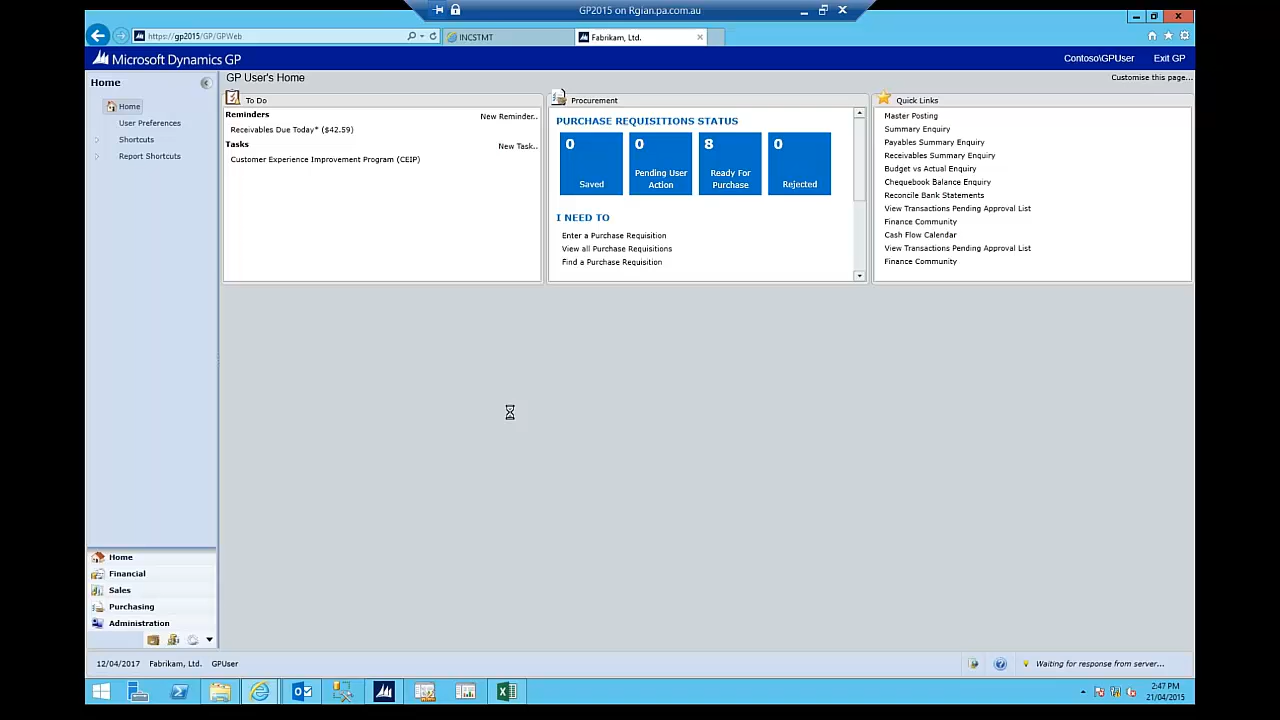 GP2015 on Rgian.pa.com.au
https://gp2015/GP/GPWeb
INCSTMT
Fabrikam, Ltd.
Microsoft Dynamics GP
Contoso\GPUser
Exit GP
Home
GP User's Home
Customise this page...
Home
User Preferences
Shortcuts
Report Shortcuts
To Do
Reminders
New Reminder..
Receivables Due Today* ($42.59)
Tasks
New Task..
Customer Experience Improvement Program (CEIP)
Procurement
PURCHASE REQUISITIONS STATUS
0
Saved
0
Pending User
Action
8
Ready For
Purchase
0
Rejected
I NEED TO
Enter a Purchase Requisition
View all Purchase Requisitions
Find a Purchase Requisition
Quick Links
Master Posting
Summary Enquiry
Payables Summary Enquiry
Receivables Summary Enquiry
Budget vs Actual Enquiry
Chequebook Balance Enquiry
Reconcile Bank Statements
View Transactions Pending Approval List
Finance Community
Cash Flow Calendar
View Transactions Pending Approval List
Finance Community
Home
Financial
Sales
Purchasing
Administration
12/04/2017
Fabrikam, Ltd.
GPUser
Waiting for response from server...
2:47 PM
21/04/2015